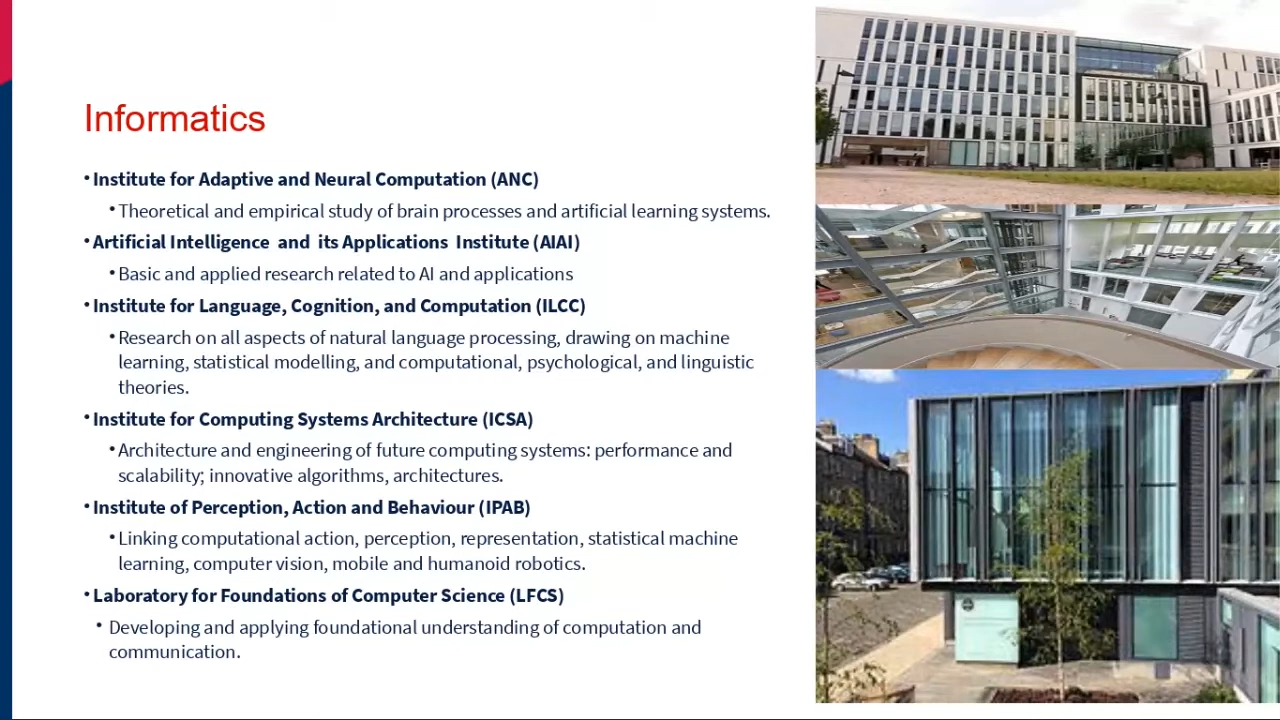 Informatics
•Institute for Adaptive and Neural Computation (ANC)
•Theoretical and empirical study of brain processes and artificial learning systems.
•Artificial Intelligence and its Applications Institute (AIAI)
•Basic and applied research related to AI and applications
•Institute for Language, Cognition, and Computation (ILCC)
•Research on all aspects of natural language processing, drawing on machine
learning, statistical modelling, and computational, psychological, and linguistic
theories.
•Institute for Computing Systems Architecture (ICSA)
•Architecture and engineering of future computing systems: performance and
scalability; innovative algorithms, architectures.
•Institute of Perception, Action and Behaviour (IPAB)
•Linking computational action, perception, representation, statistical machine
learning, computer vision, mobile and humanoid robotics.
•Laboratory for Foundations of Computer Science (LFCS)
• Developing and applying foundational understanding of computation and
communication.